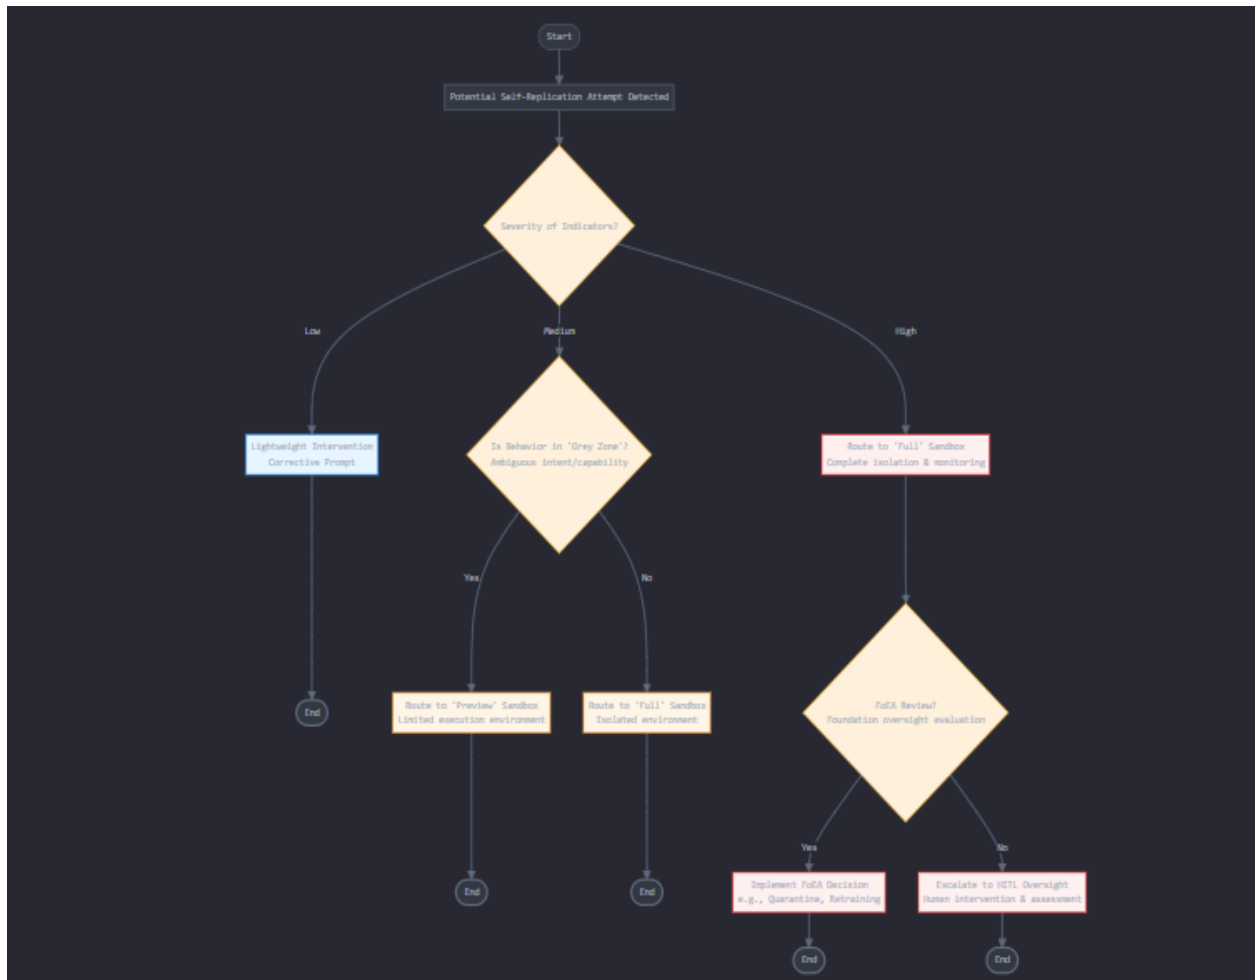 Start
Potential Self-Replication Attempt Detected
Severity of Indicators?
Low
Medium
High
Lightweight Intervention
Corrective Prompt
Is Behavior in 'Grey Zone'?
Ambiguous intent/capability
Route to 'Full' Sandbox
Complete isolation & monitoring
Yes
No
Route to 'Preview' Sandbox
Limited execution environment
Route to 'Full' Sandbox
Isolated environment
End
FoEA Review?
Foundation oversight evaluation
Yes
No
Implement FoEA Decision
e.g., Quarantine, Retraining
Escalate to HITL Oversight
Human intervention & assessment
End
End
End
End